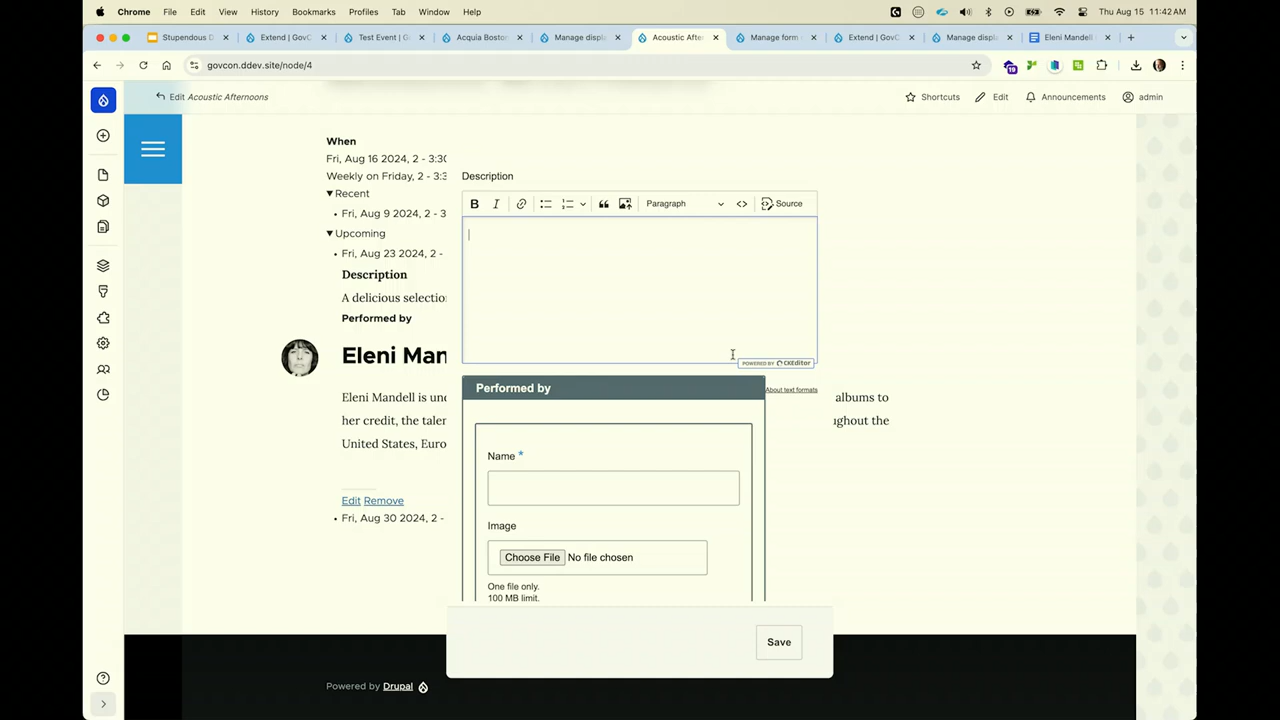 Chrome File Edit View History Bookmarks Profiles Tab Window Help Thu Aug 15 11:42 AM
Stupendous D Extend | GovC Test Event | G Acquia Boston Manage displ Acoustic After Manage form Extend | GovC Manage displ Eleni Mandell
govcon.ddev.site/node/4 19
Edit Acoustic Afternoons Shortcuts Edit Announcements admin
When
Fri, Aug 16 2024, 2 - 3:30
Weekly on Friday, 2 - 3:3
Recent
Fri, Aug 9 2024, 2 - 3
Upcoming
Fri, Aug 23 2024, 2 -
Description
A delicious selectio
Performed by
Eleni Man
Eleni Mandell is un albums to
her credit, the taler ughout the
United States, Euro
Edit Remove
Fri, Aug 30 2024, 2 -
Description
B I Paragraph Source
POWERED BY CKEditor
About text formats
Performed by
Name *
Image
Choose File No file chosen
One file only.
100 MB limit.
Save
Powered by Drupal